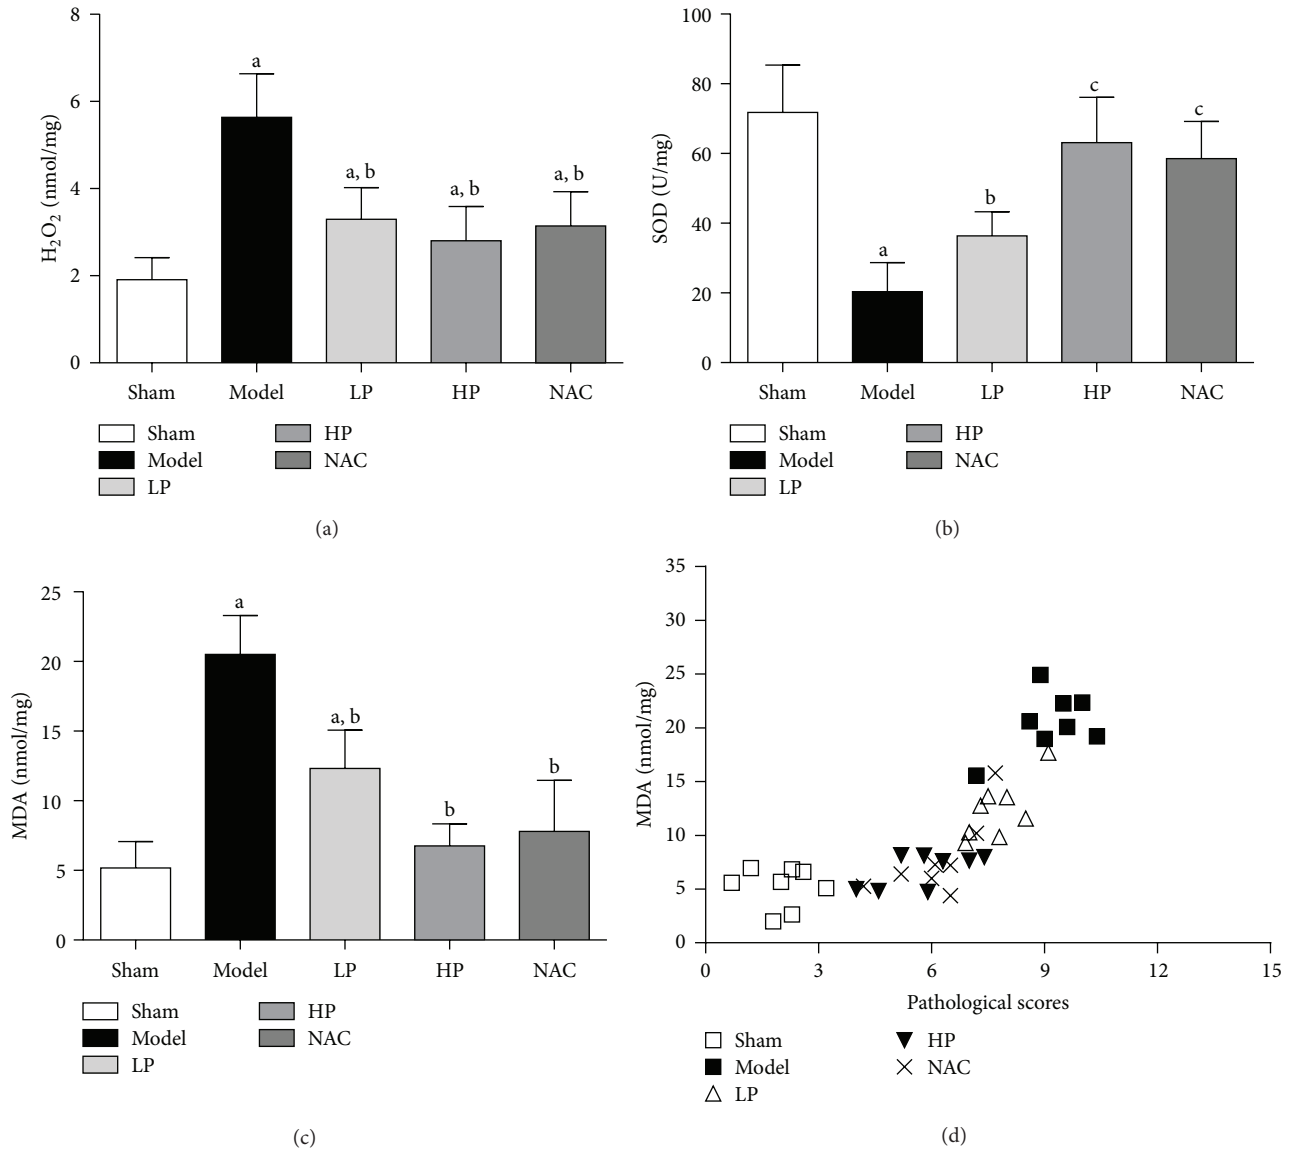 8
6
4
2
0
H₂O₂ (nmol/mg)
a
a, b
a, b
a, b
Sham Model LP HP NAC
Sham HP
Model NAC
LP
(a)
100
80
60
40
20
0
SOD (U/mg)
a
b
c
c
Sham Model LP HP NAC
Sham HP
Model NAC
LP
(b)
25
20
15
10
5
0
MDA (nmol/mg)
a
a, b
b
b
Sham Model LP HP NAC
Sham HP
Model NAC
LP
(c)
35
30
25
20
15
10
5
0
MDA (nmol/mg)
0 3 6 9 12 15
Pathological scores
Sham HP
Model NAC
LP
(d)